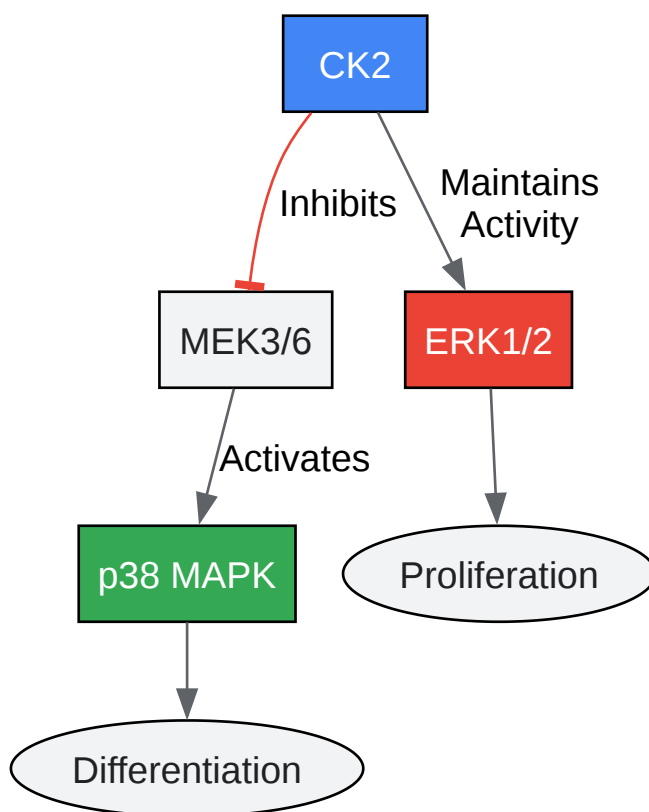 CK2
Inhibits
Maintains
Activity
MEK3/6
ERK1/2
Activates
p38 MAPK
Proliferation
Differentiation